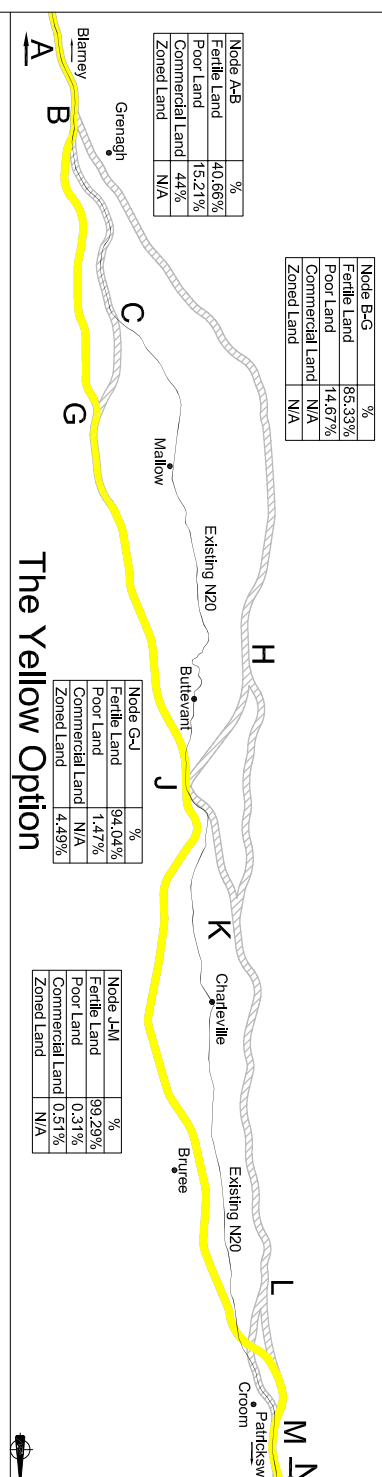 Node A-B %
Fertile Land 40.66%
Poor Land 15.21%
Commercial Land 44%
Zoned Land N/A
Node B-G %
Fertile Land 85.33%
Poor Land 14.67%
Commercial Land N/A
Zoned Land N/A
Blarney
A
B
Grenagh
C
G
Mallow
Existing N20
H
Buttevant
J
K
Charleville
Bruree
Existing N20
L
Croom
M
The Yellow Option
Node G-J %
Fertile Land 94.04%
Poor Land 1.47%
Commercial Land N/A
Zoned Land 4.49%
Node J-M %
Fertile Land 99.29%
Poor Land 0.31%
Commercial Land 0.51%
Zoned Land N/A